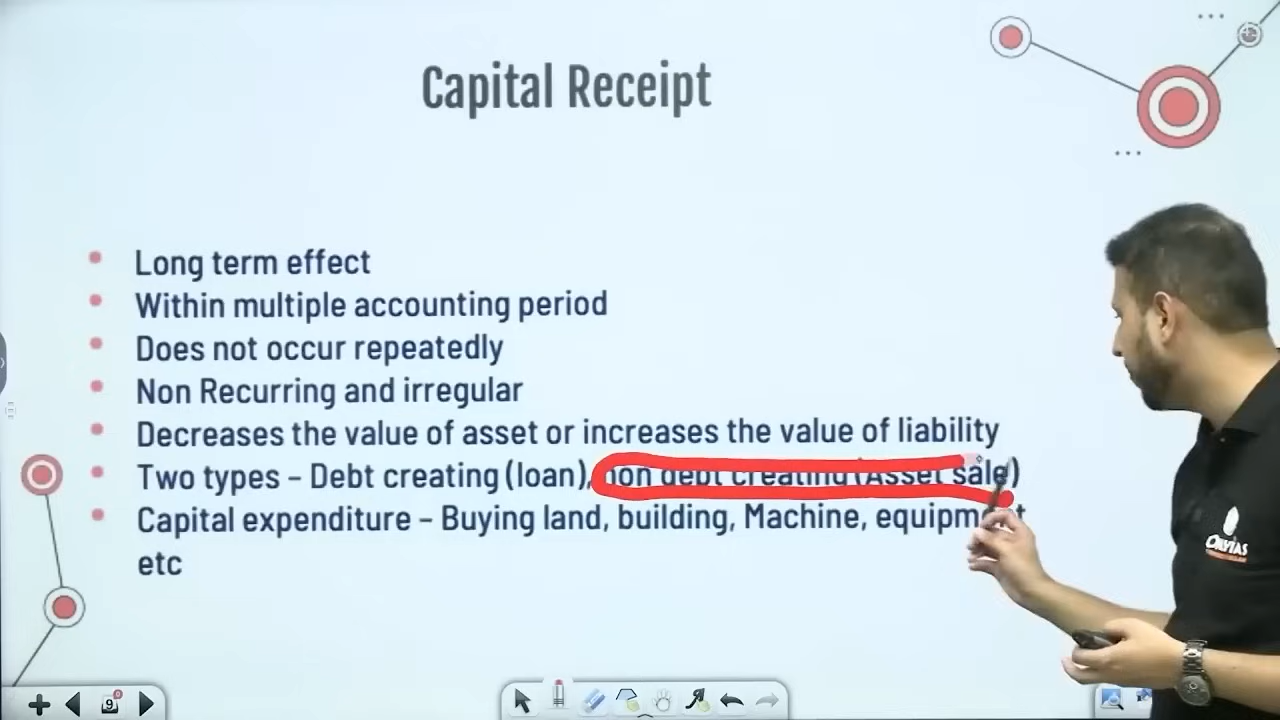 Capital Receipt
Long term effect
Within multiple accounting period
Does not occur repeatedly
Non Recurring and irregular
Decreases the value of asset or increases the value of liability
Two types – Debt creating (loan), non debt creating (Asset sale)
Capital expenditure – Buying land, building, Machine, equipment
etc
9